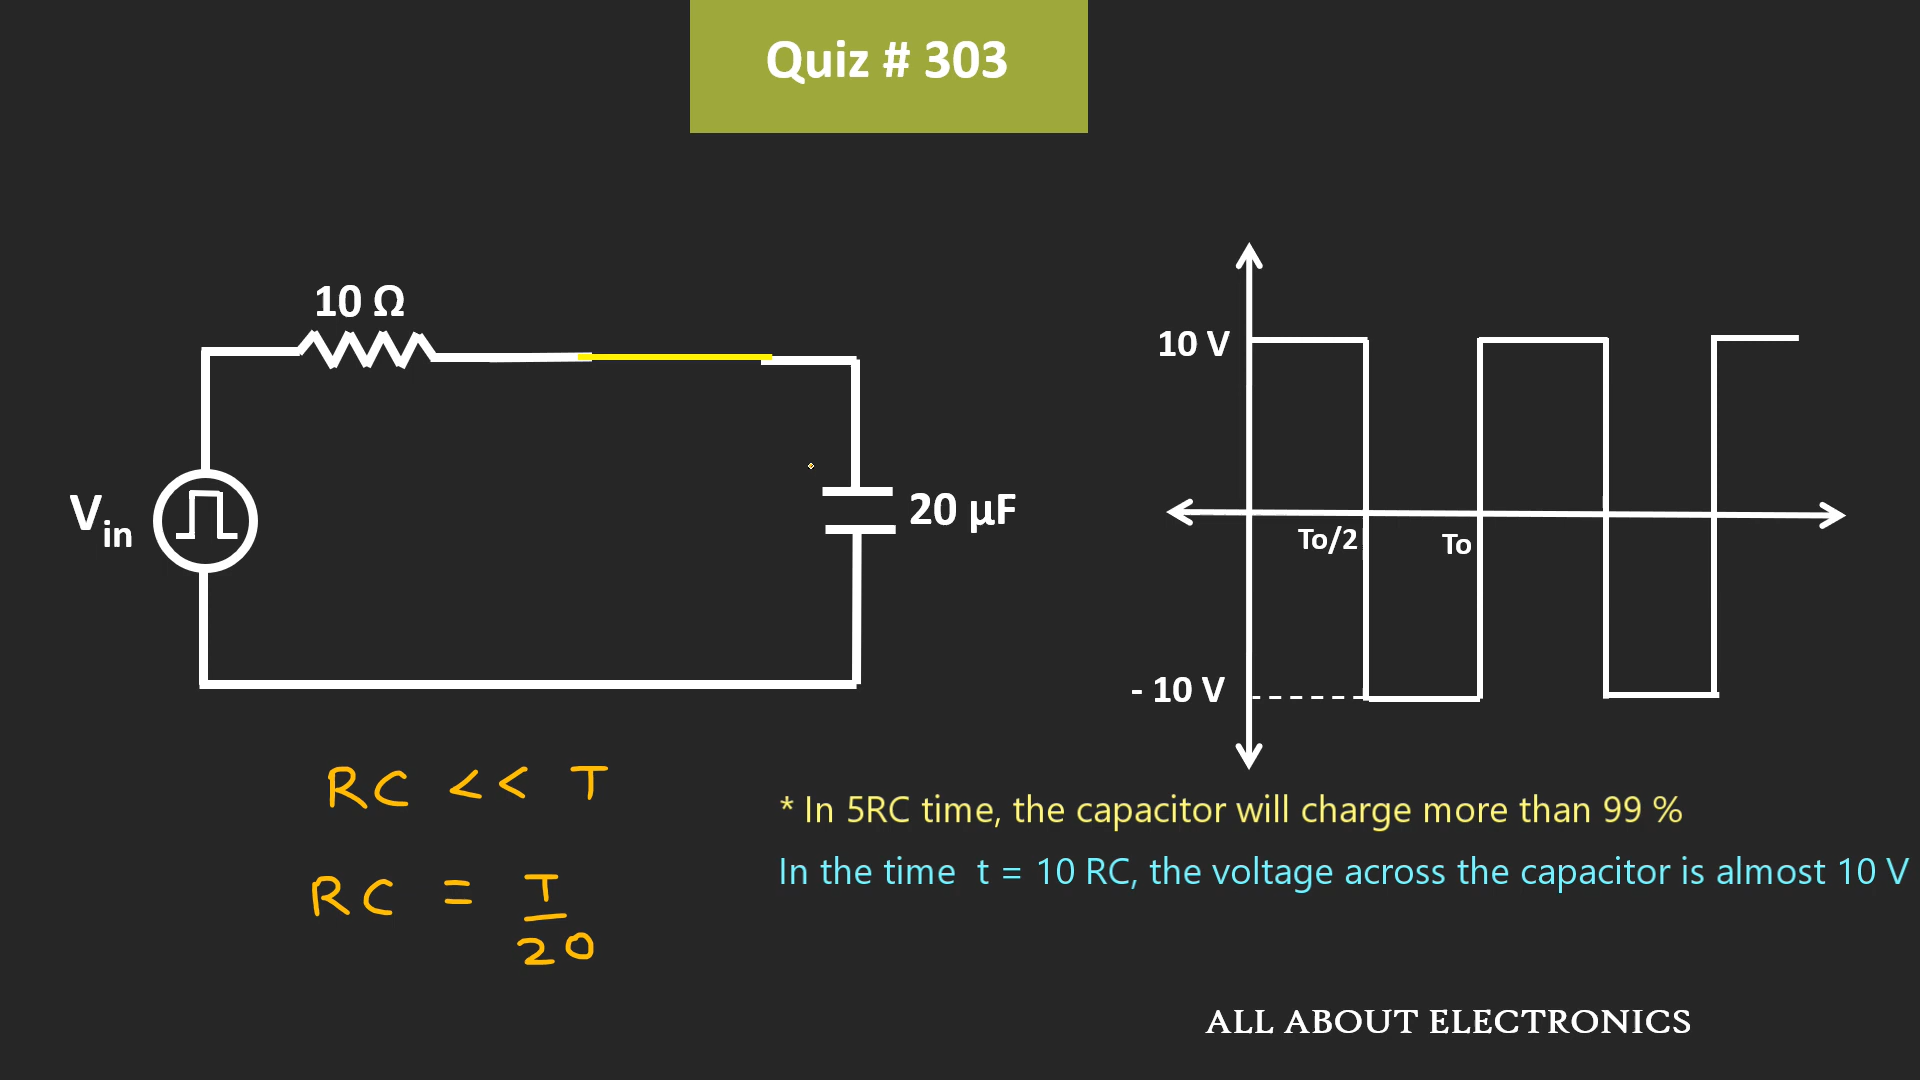 Quiz # 303
10 Ω
10 V
Vin
20 µF
To/2
To
- 10 V
RC << T
RC = T/20
* In 5RC time, the capacitor will charge more than 99 %
In the time t = 10 RC, the voltage across the capacitor is almost 10 V
ALL ABOUT ELECTRONICS